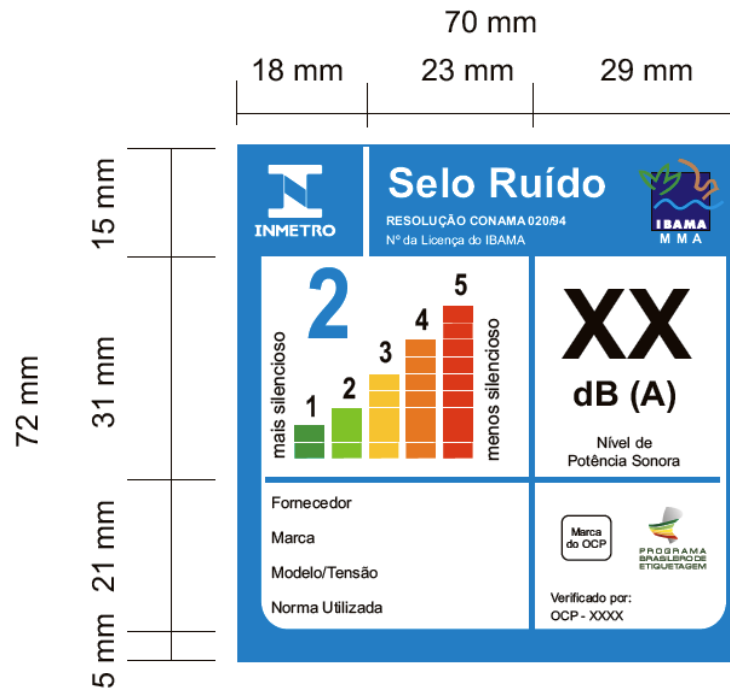 70 mm
18 mm
23 mm
29 mm
72 mm
15 mm
31 mm
21 mm
5 mm
INMETRO
Selo Ruído
RESOLUÇÃO CONAMA 020/94
Nº da Licença do IBAMA
IBAMA
MMA
2
mais silencioso
1
2
3
4
5
menos silencioso
XX
dB (A)
Nível de
Potência Sonora
Fornecedor
Marca
Modelo/Tensão
Norma Utilizada
Marca
do OCP
PROGRAMA
BRASILERO DE
ETIQUETAGEM
Verificado por:
OCP - XXXX